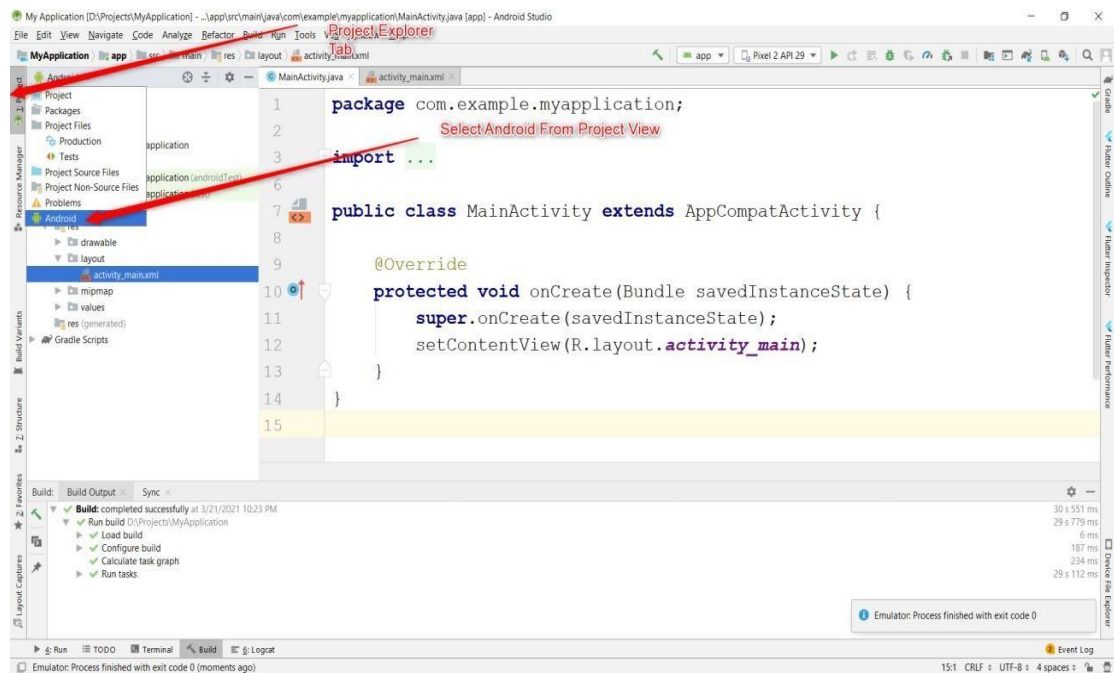 My Application [D:\Projects\MyApplication] - ...\app\src\main\java\com\example\myapplication\MainActivity.java [app] - Android Studio
File Edit View Navigate Code Analyze Refactor Build Run Tools
Project Explorer
Tab
MyApplication app src main res layout activity_main.xml
app Pixel 2 API 29
1: Project
Android
MainActivity.java activity_main.xml
Project
Packages
Project Files
Production
Tests
Project Source Files
Project Non-Source Files
Problems
Android
application
application (androidTest)
application
res
drawable
layout
activity_main.xml
mipmap
values
res (generated)
Gradle Scripts
Select Android From Project View
1 package com.example.myapplication;
2
3 import ...
6
7 public class MainActivity extends AppCompatActivity {
8
9 @Override
10 protected void onCreate(Bundle savedInstanceState) {
11 super.onCreate(savedInstanceState);
12 setContentView(R.layout.activity_main);
13 }
14 }
15
Resource Manager
Build Variants
Z: Structure
2: Favorites
Layout Captures
Gradle
Flutter Outline
Flutter Inspector
Flutter Performance
Device File Explorer
Build: Build Output Sync
Build: completed successfully at 3/21/2021 10:23 PM 30 s 551 ms
Run build D:\Projects\MyApplication 29 s 779 ms
Load build 6 ms
Configure build 187 ms
Calculate task graph 234 ms
Run tasks 29 s 112 ms
Emulator: Process finished with exit code 0
4: Run TODO Terminal Build 6: Logcat Event Log
Emulator: Process finished with exit code 0 (moments ago) 15:1 CRLF UTF-8 4 spaces